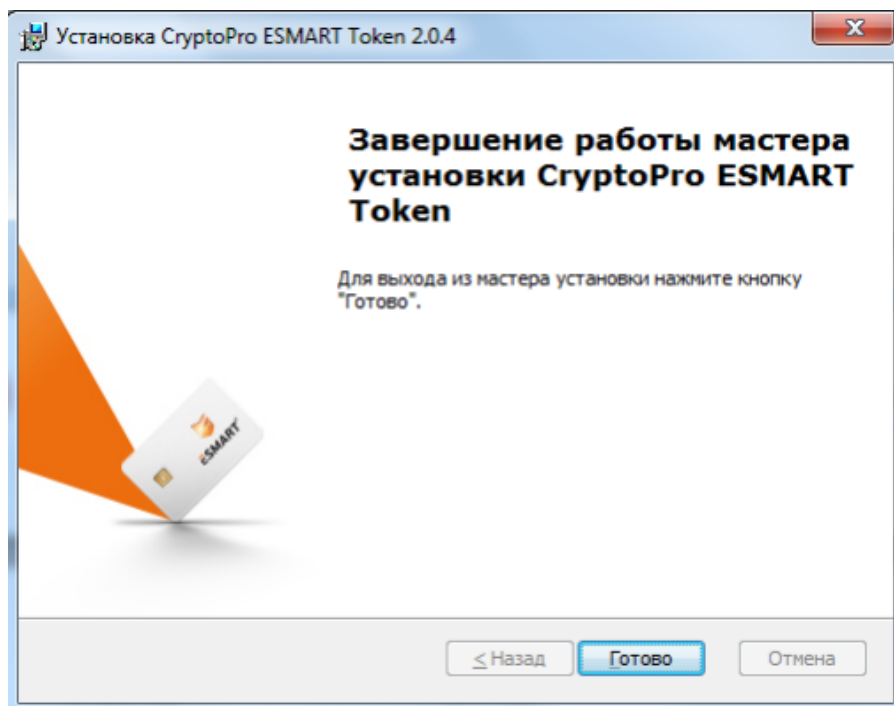 Установка CryptoPro ESMART Token 2.0.4
x
Завершение работы мастера
установки CryptoPro ESMART
Token
Для выхода из мастера установки нажмите кнопку
"Готово".
ESMART
< Назад
Готово
Отмена